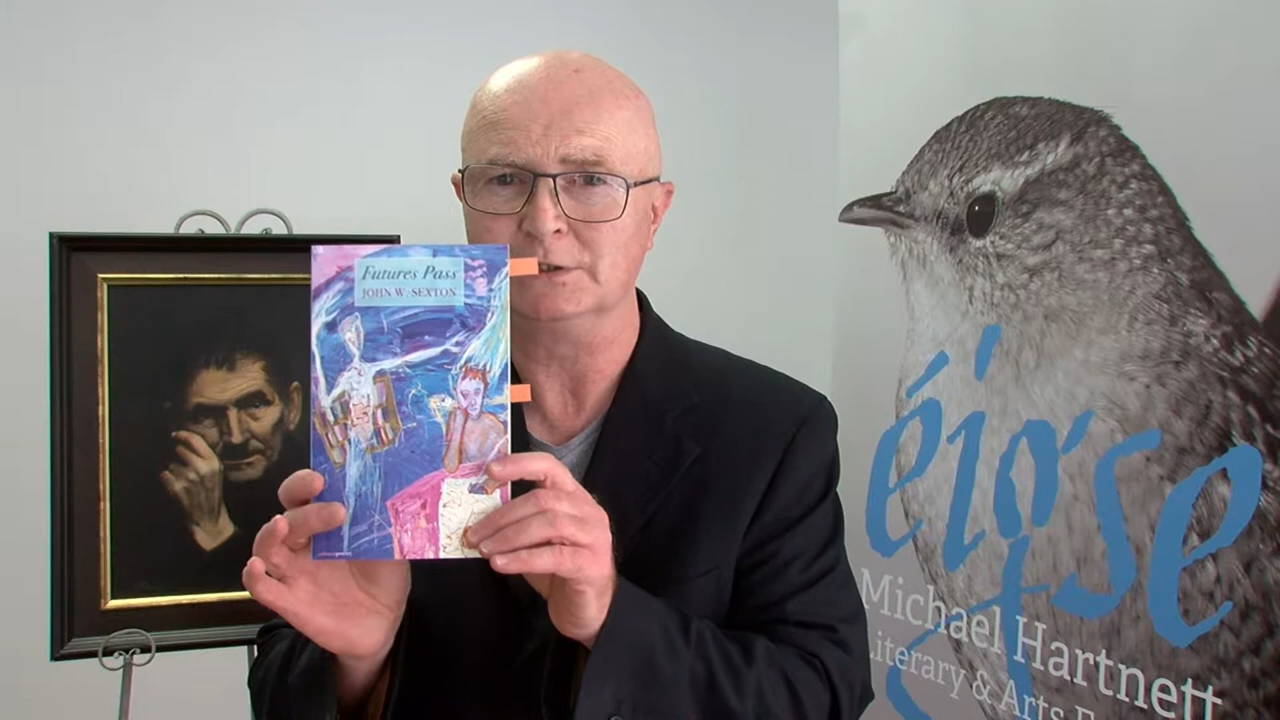 Futures Pass
JOHN W. SEXTON
éigse
Michael Hartnett
Literary & Arts